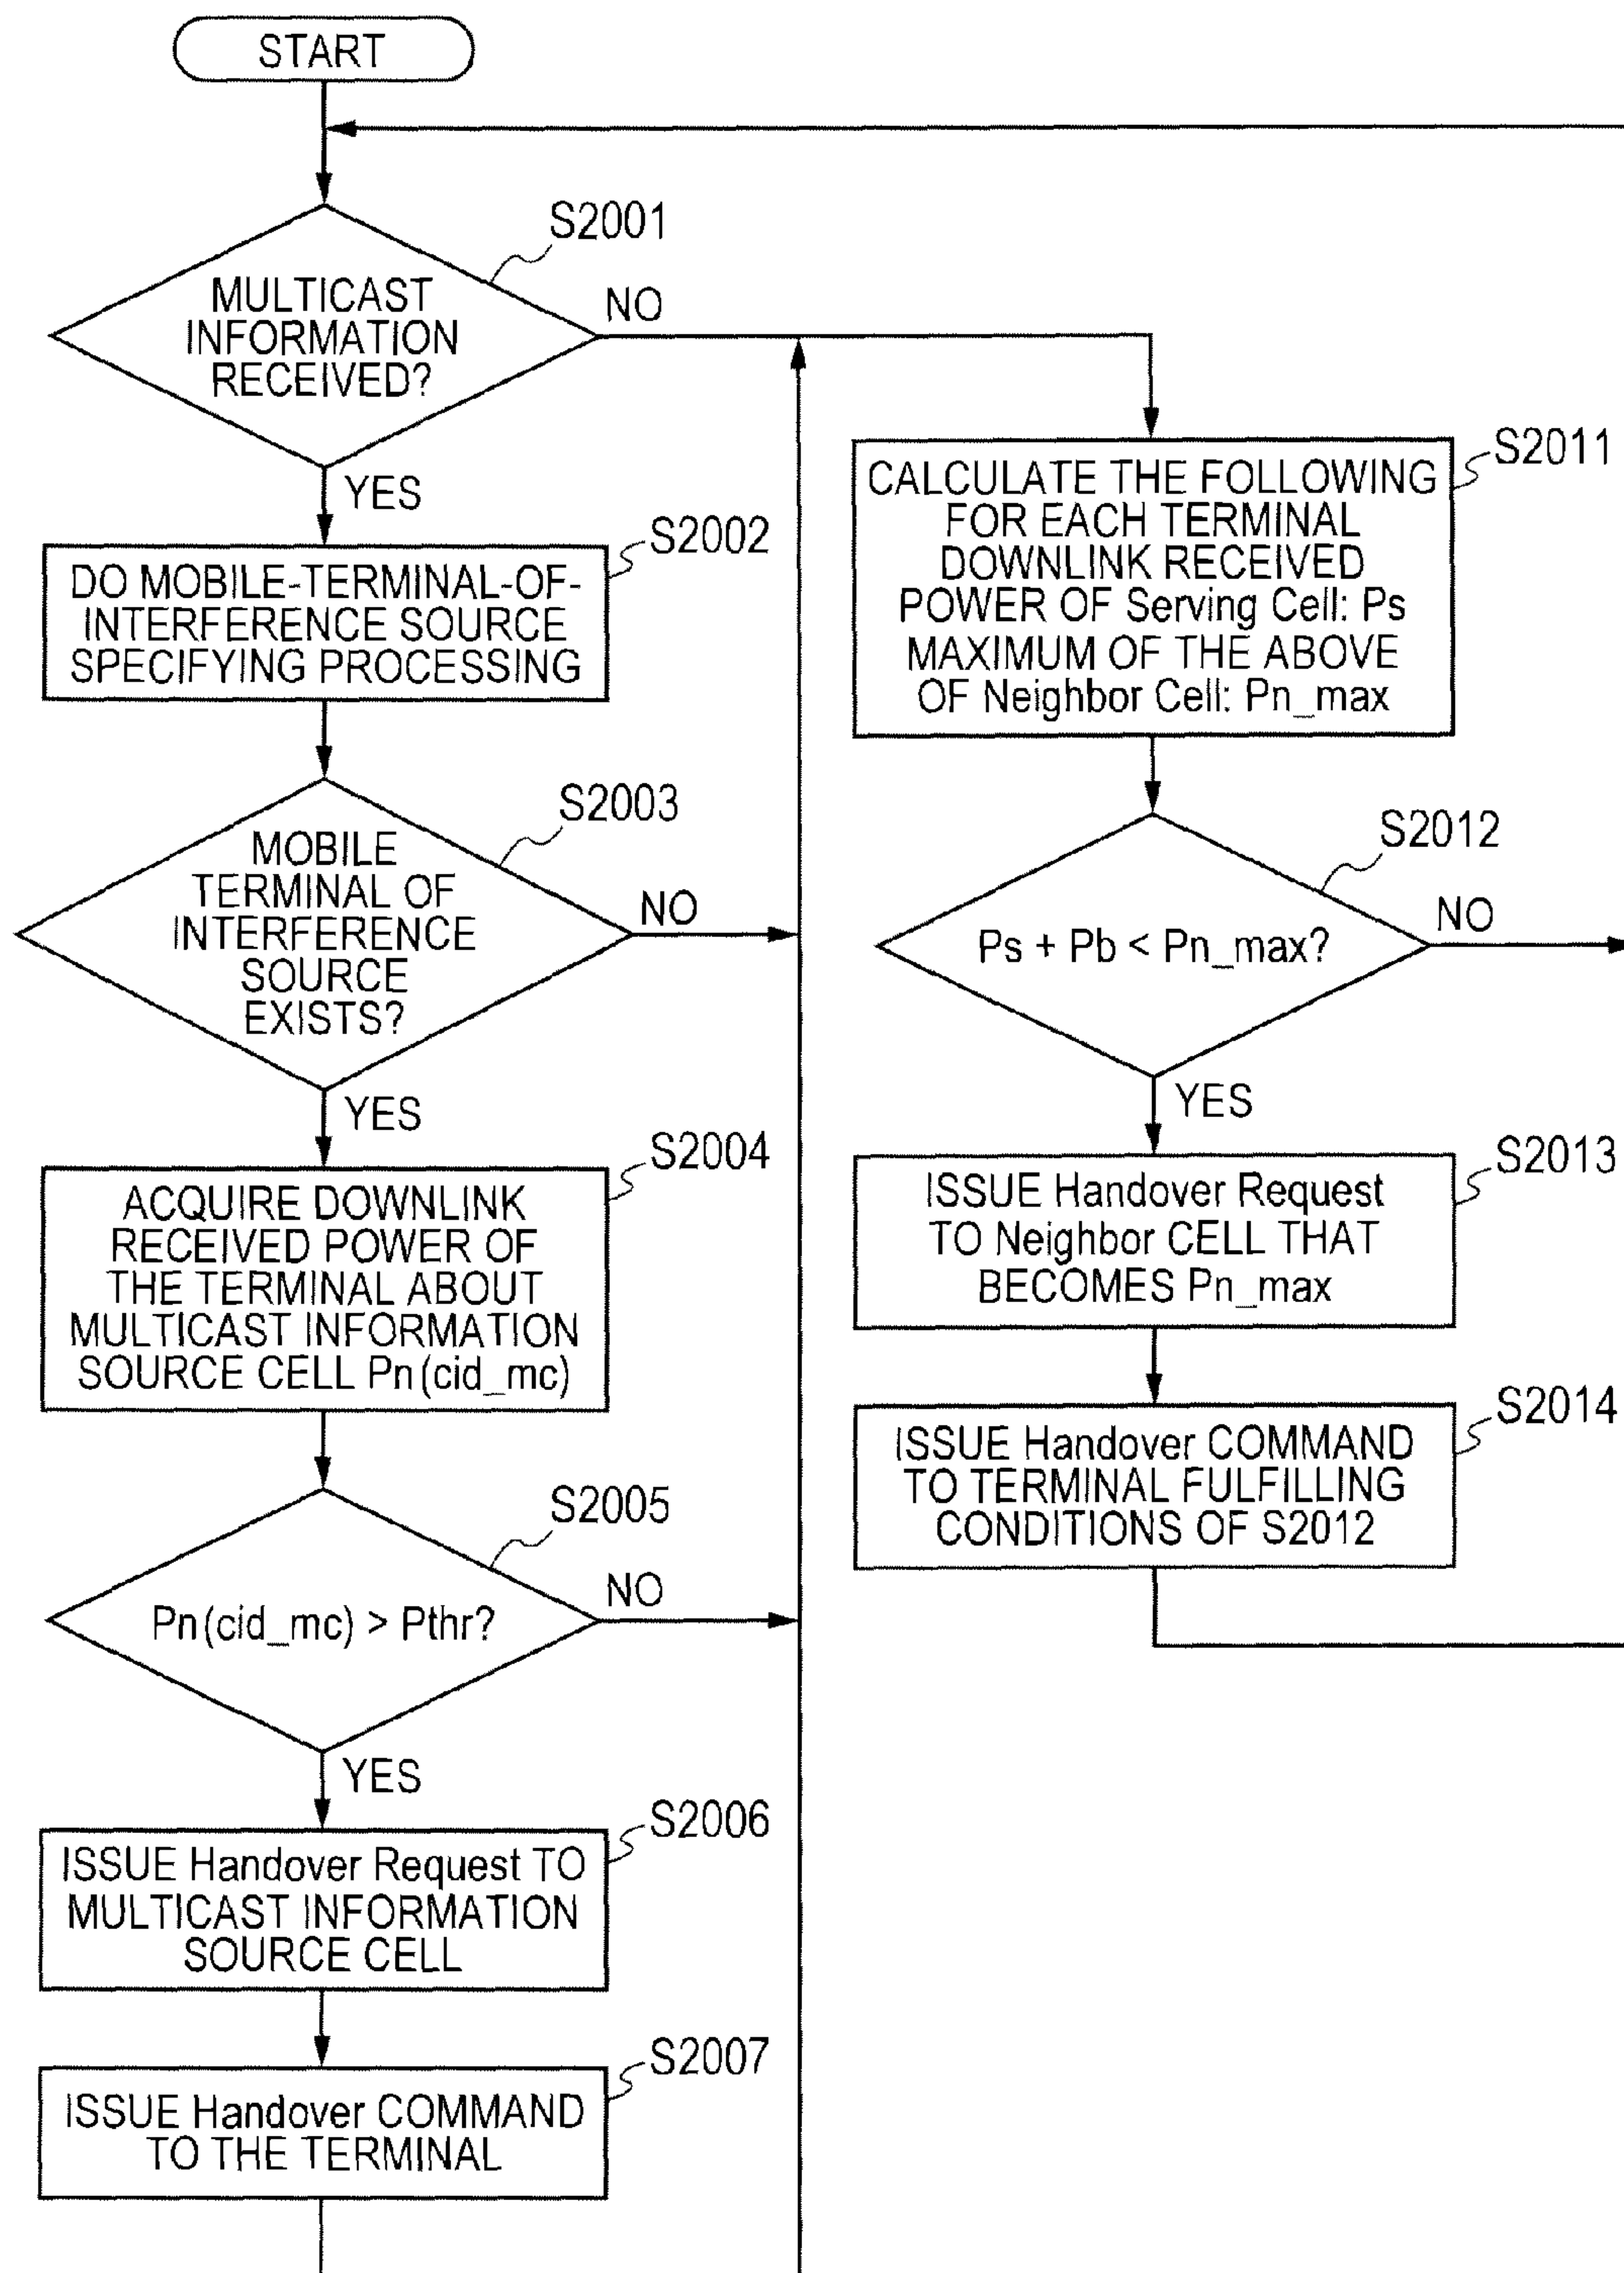 START
S2001
MULTICAST
INFORMATION
RECEIVED?
NO
YES
S2002
DO MOBILE-TERMINAL-OF-
INTERFERENCE SOURCE
SPECIFYING PROCESSING
S2003
MOBILE
TERMINAL OF
INTERFERENCE
SOURCE
EXISTS?
NO
YES
S2004
ACQUIRE DOWNLINK
RECEIVED POWER OF
THE TERMINAL ABOUT
MULTICAST INFORMATION
SOURCE CELL Pn(cid_mc)
S2005
Pn(cid_mc) > Pthr?
NO
YES
S2006
ISSUE Handover Request TO
MULTICAST INFORMATION
SOURCE CELL
S2007
ISSUE Handover COMMAND
TO THE TERMINAL
S2011
CALCULATE THE FOLLOWING
FOR EACH TERMINAL
DOWNLINK RECEIVED
POWER OF Serving Cell: Ps
MAXIMUM OF THE ABOVE
OF Neighbor Cell: Pn_max
S2012
Ps + Pb < Pn_max?
NO
YES
S2013
ISSUE Handover Request
TO Neighbor CELL THAT
BECOMES Pn_max
S2014
ISSUE Handover COMMAND
TO TERMINAL FULFILLING
CONDITIONS OF S2012